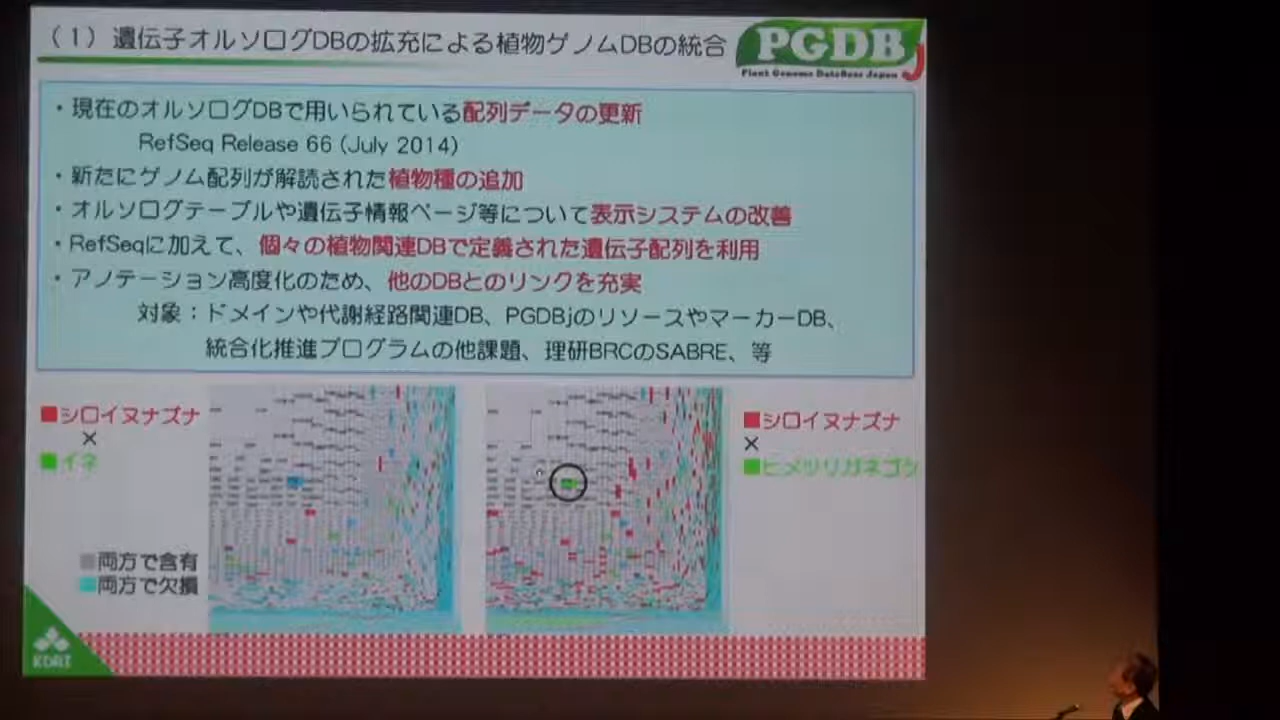 （1）遺伝子オルソログDBの拡充による植物ゲノムDBの統合
PGDBj
Plant Genome DataBase Japan
・現在のオルソログDBで用いられている配列データの更新
RefSeq Release 66 (July 2014)
・新たにゲノム配列が解読された植物種の追加
・オルソログテーブルや遺伝子情報ページ等について表示システムの改善
・RefSeqに加えて、個々の植物関連DBで定義された遺伝子配列を利用
・アノテーション高度化のため、他のDBとのリンクを充実
対象：ドメインや代謝経路関連DB、PGDBjのリソースやマーカーDB、
統合化推進プログラムの他課題、理研BRCのSABRE、等
シロイヌナズナ
×
イネ
両方で含有
両方で欠損
シロイヌナズナ
×
ヒメツリガネゴケ